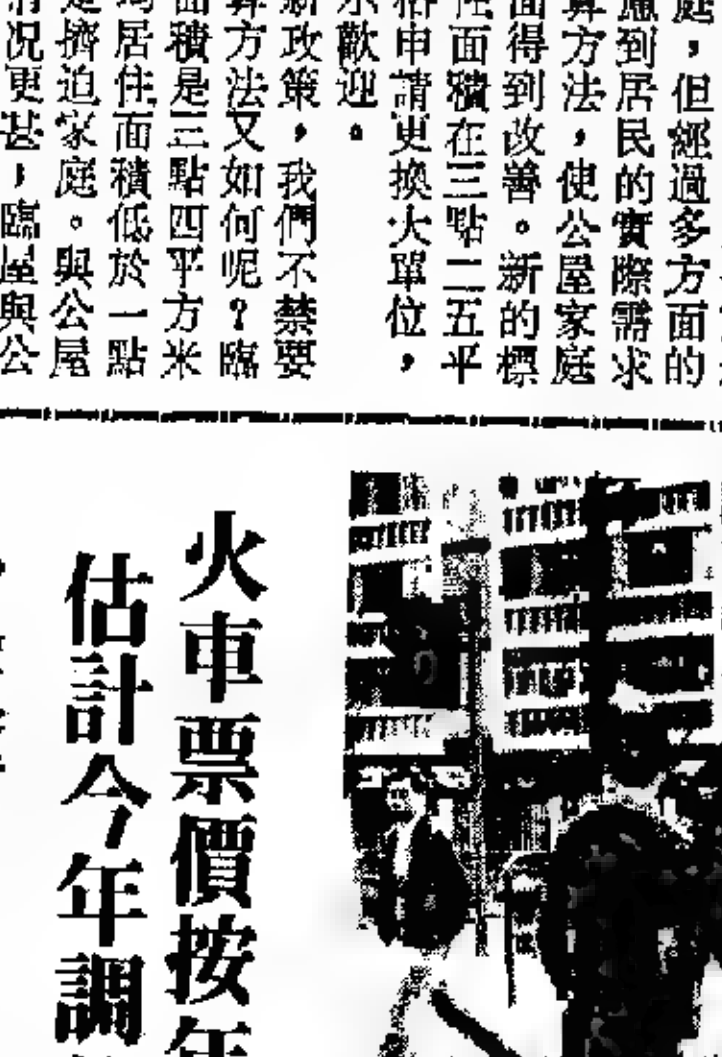 庭，但經過多方面的
慮到居民的實際需求
算方法，使公屋家庭
面得到改善。新的標
住面積在三點二五平
格申請更換大單位，
歡迎。
新政策，我們不禁要
算方法又如何呢？臨
面積是三點四平方米
均居住面積低於一點
是擠迫家庭。與公屋
情况更甚，臨屋與公
火車票價按年
估計今年調